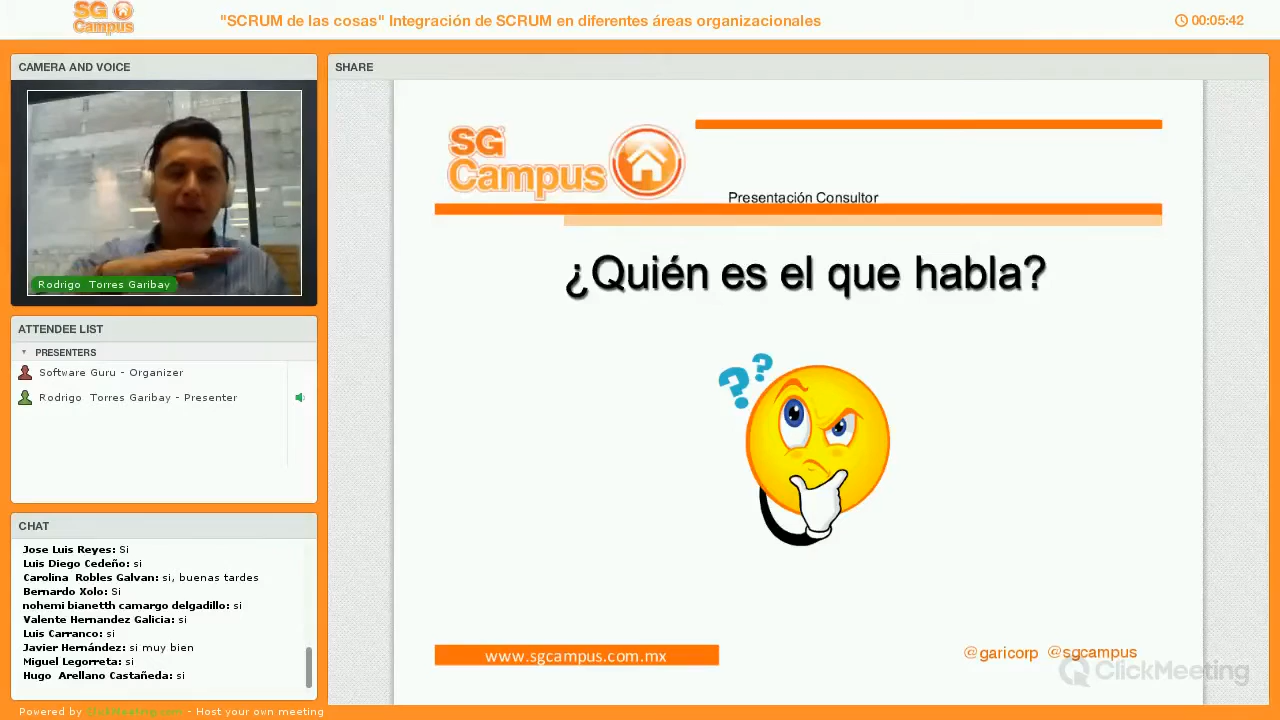 SG
Campus
"SCRUM de las cosas" Integración de SCRUM en diferentes áreas organizacionales
00:05:42
CAMERA AND VOICE
Rodrigo Torres Garibay
ATTENDEE LIST
PRESENTERS
Software Guru - Organizer
Rodrigo Torres Garibay - Presenter
CHAT
Jose Luis Reyes: Si
Luis Diego Cedeño: si
Carolina Robles Galvan: si, buenas tardes
Bernardo Xolo: Si
nohemi bianetth camargo delgadillo: si
Valente Hernandez Galicia: si
Luis Carranco: si
Javier Hernández: si muy bien
Miguel Legorreta: si
Hugo Arellano Castañeda: si
Powered by ClickMeeting.com - Host your own meeting
SHARE
SG
Campus
Presentación Consultor
¿Quién es el que habla?
? ?
www.sgcampus.com.mx
@garicorp @sgcampus
ClickMeeting